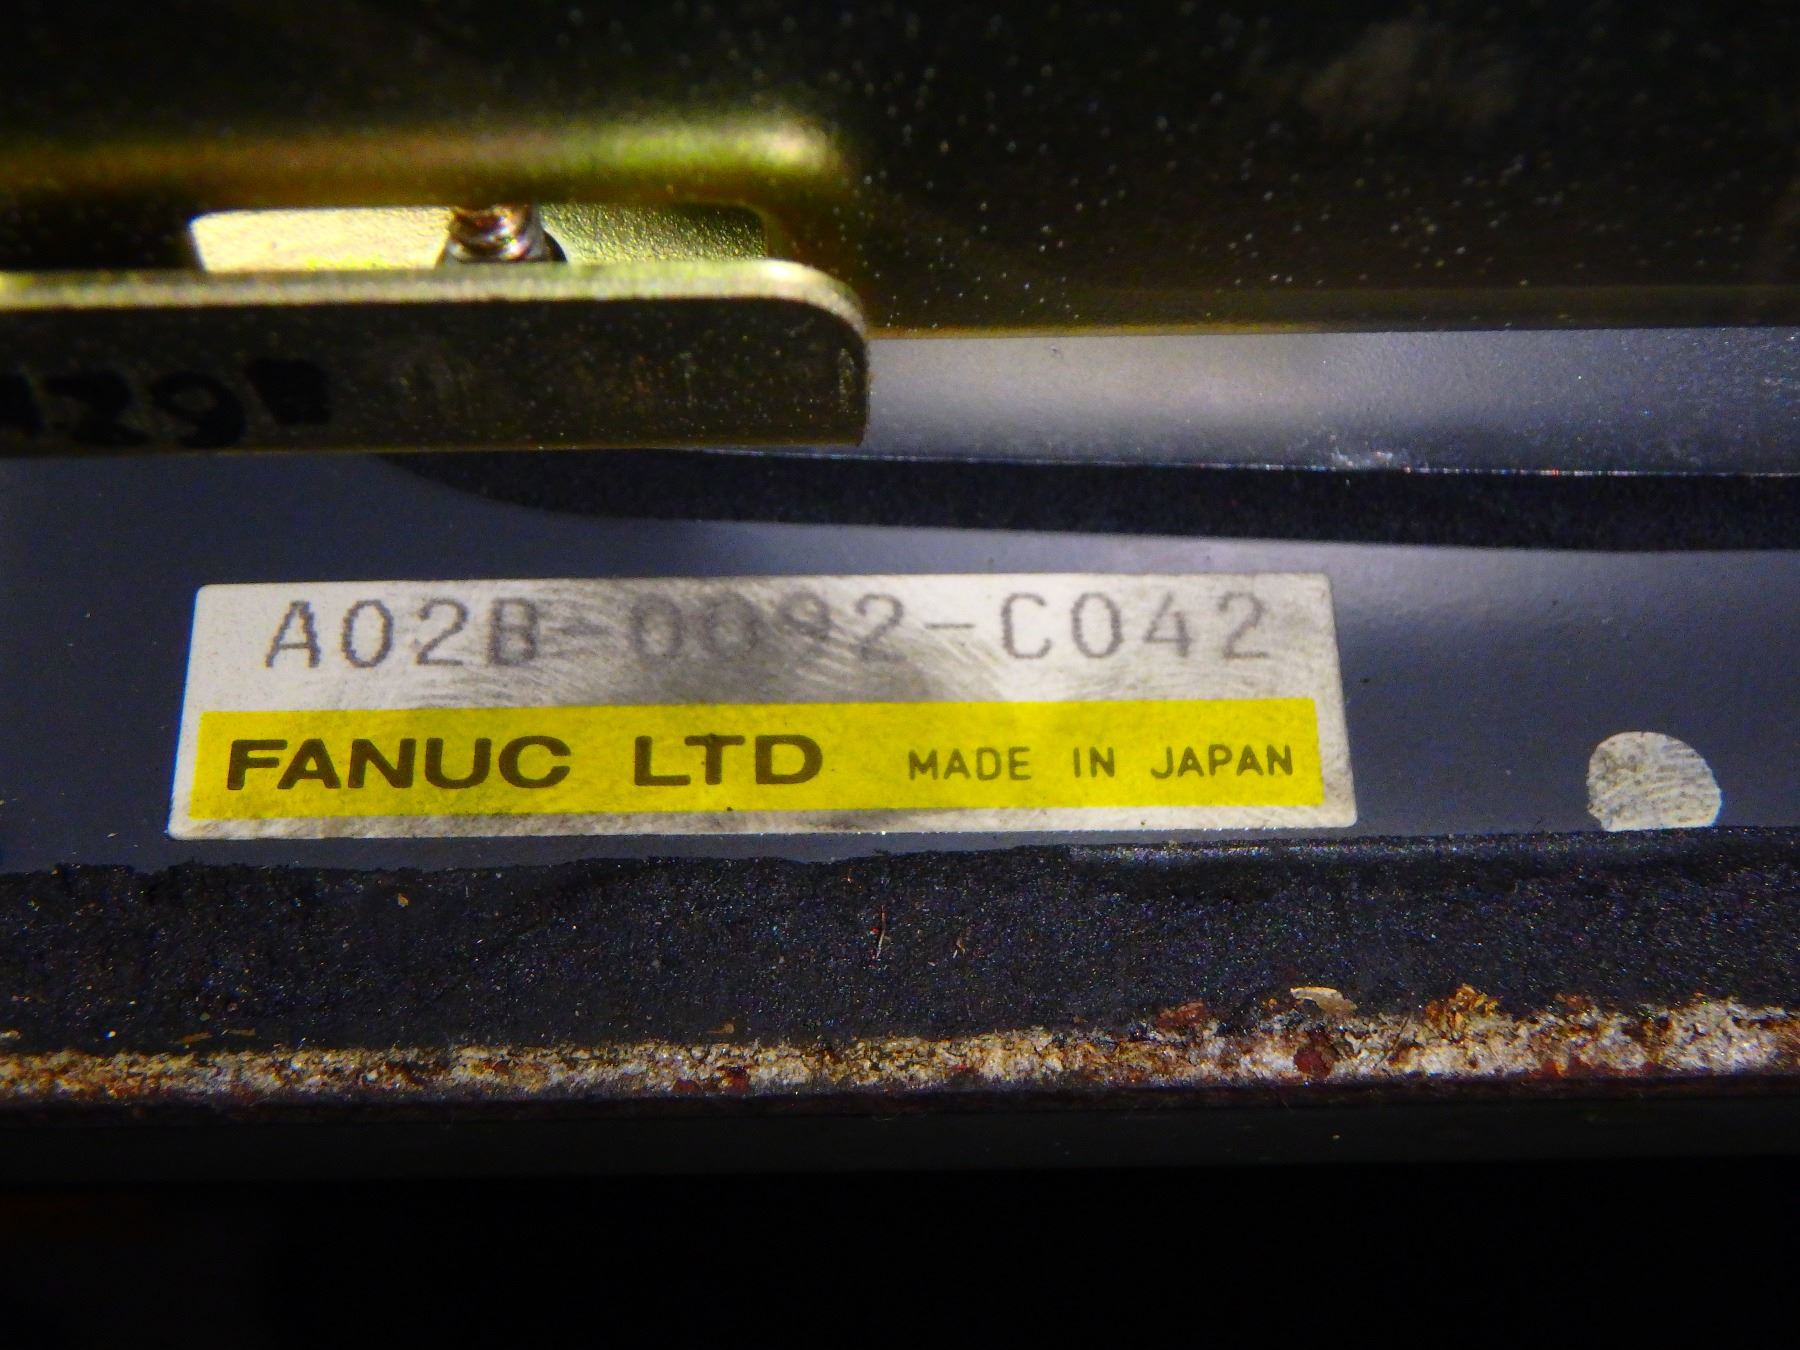 A02B-0092-C042
FANUC LTD MADE IN JAPAN